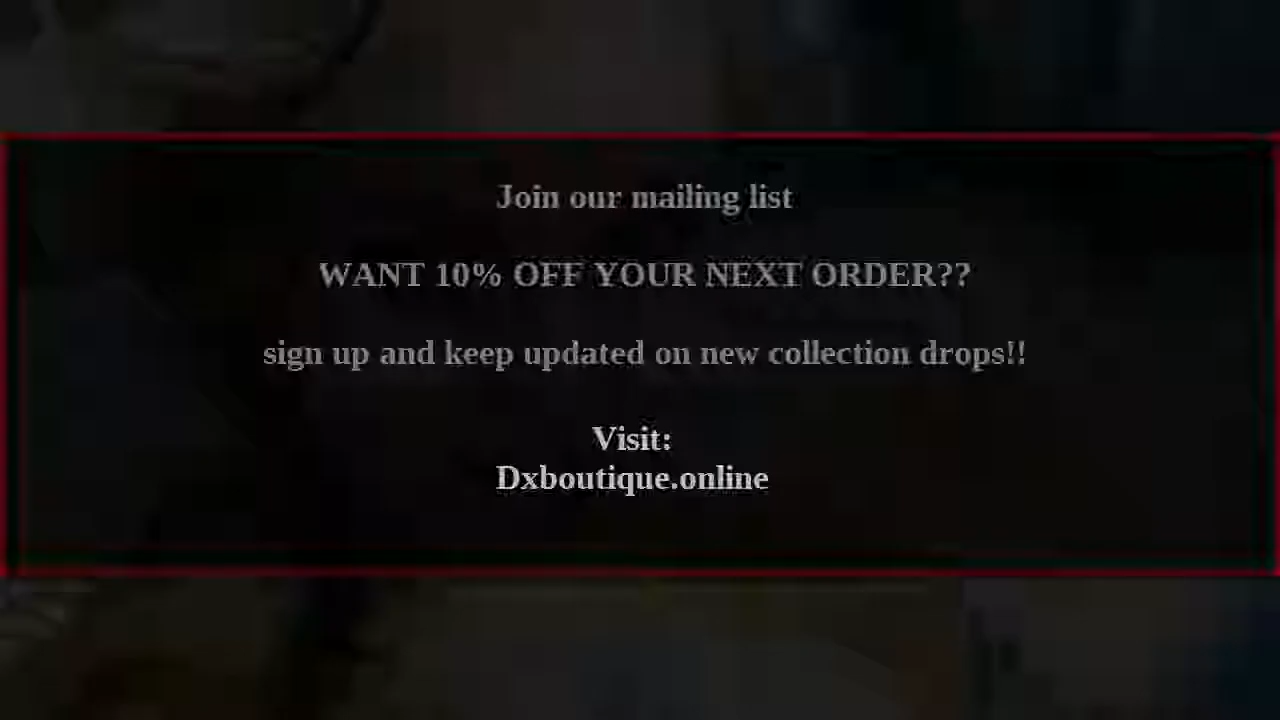 Join our mailing list
WANT 10% OFF YOUR NEXT ORDER??
sign up and keep updated on new collection drops!!
Visit:
Dxboutique.online